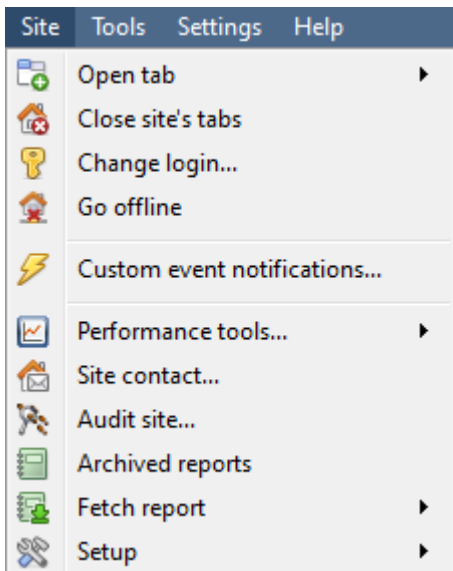 Site Tools Settings Help
Open tab
Close site's tabs
Change login...
Go offline
Custom event notifications...
Performance tools...
Site contact...
Audit site...
Archived reports
Fetch report
Setup